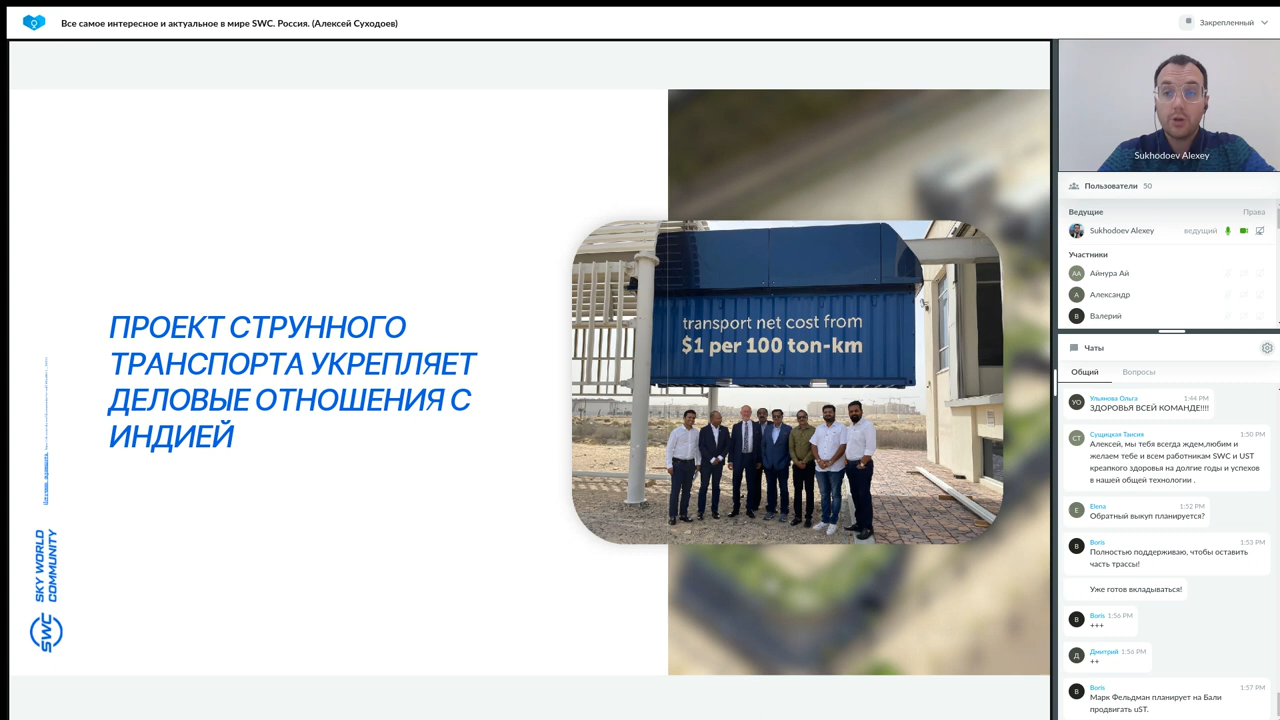 Все самое интересное и актуальное в мире SWC. Россия. (Алексей Суходоев)
Закрепленный
ПРОЕКТ СТРУННОГО
ТРАНСПОРТА УКРЕПЛЯЕТ
ДЕЛОВЫЕ ОТНОШЕНИЯ С
ИНДИЕЙ
SKY WORLD
COMMUNITY
SWC
transport net cost from
$1 per 100 ton-km
Sukhodoev Alexey
Пользователи 50
Ведущие Права
Sukhodoev Alexey ведущий
Участники
АА Айнура Ай
А Александр
В Валерий
Чаты
Общий Вопросы
УО Ульянова Ольга 1:44 PM
ЗДОРОВЬЯ ВСЕЙ КОМАНДЕ!!!!
СТ Сущицкая Таисия 1:50 PM
Алексей, мы тебя всегда ждем,любим и
желаем тебе и всем работникам SWC и UST
креапкого здоровья на долгие годы и успехов
в нашей общей технологии .
E Elena 1:52 PM
Обратный выкуп планируется?
B Boris 1:53 PM
Полностью поддерживаю, чтобы оставить
часть трассы!
Уже готов вкладываться!
B Boris 1:56 PM
+++
Д Дмитрий 1:56 PM
++
B Boris 1:57 PM
Марк Фельдман планирует на Бали
продвигать uST.